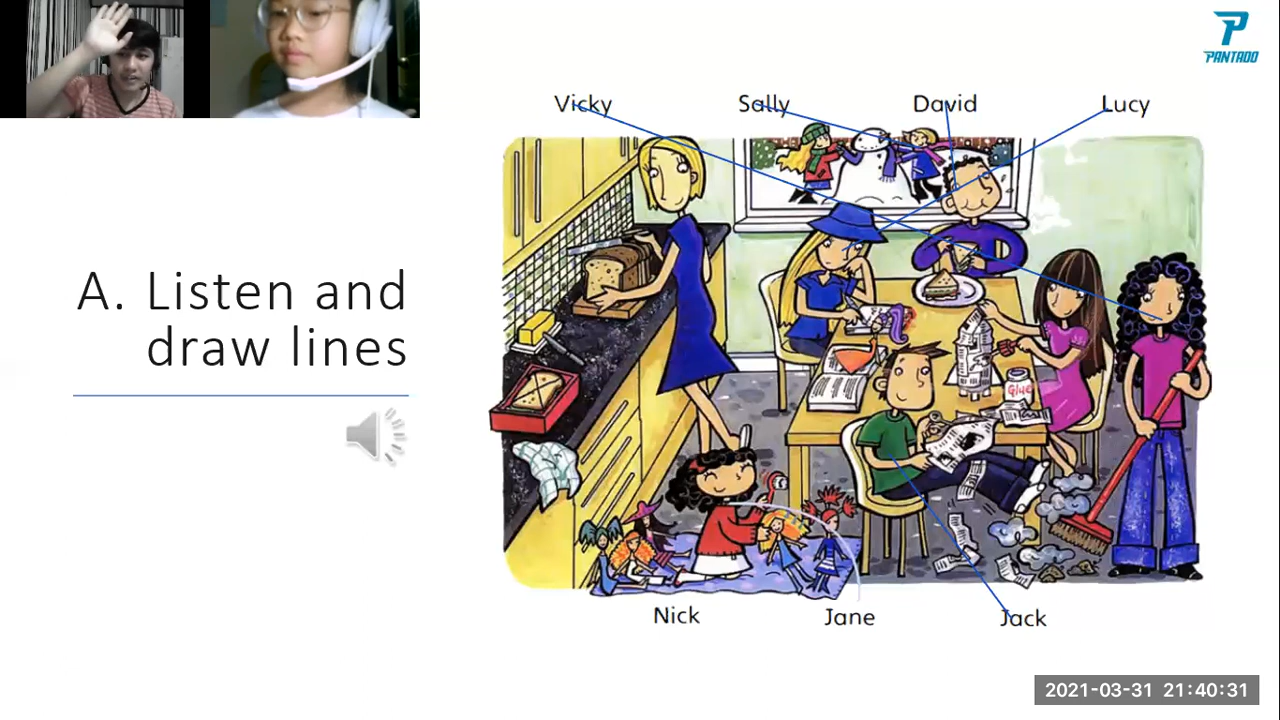 PANTADO
Vicky Sally David Lucy
A. Listen and
draw lines
Glue
Nick Jane Jack
2021-03-31 21:40:31